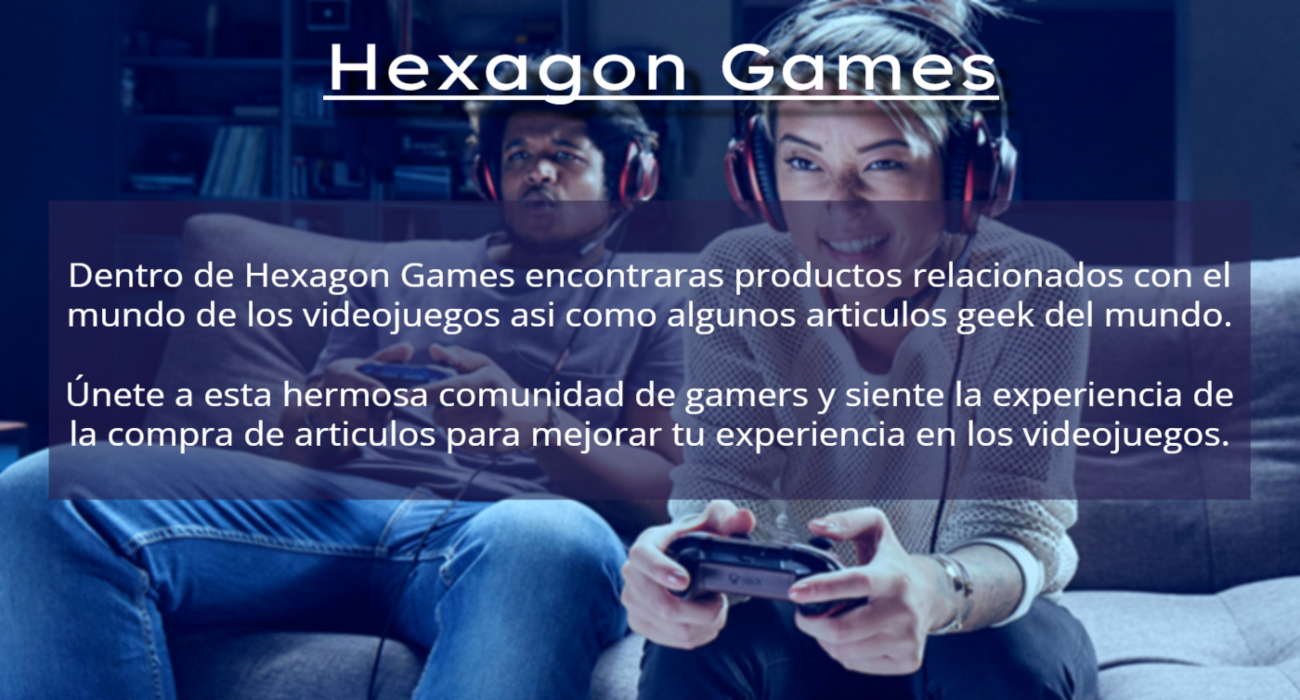 Hexagon Games
Dentro de Hexagon Games encontraras productos relacionados con el
mundo de los videojuegos asi como algunos articulos geek del mundo.
Únete a esta hermosa comunidad de gamers y siente la experiencia de
la compra de articulos para mejorar tu experiencia en los videojuegos.
XBOX